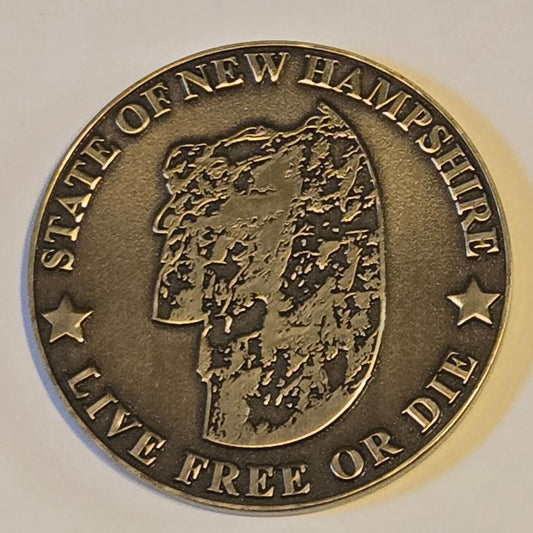 STATE OF NEW HAMPSHIRE
LIVE FREE OR DIE